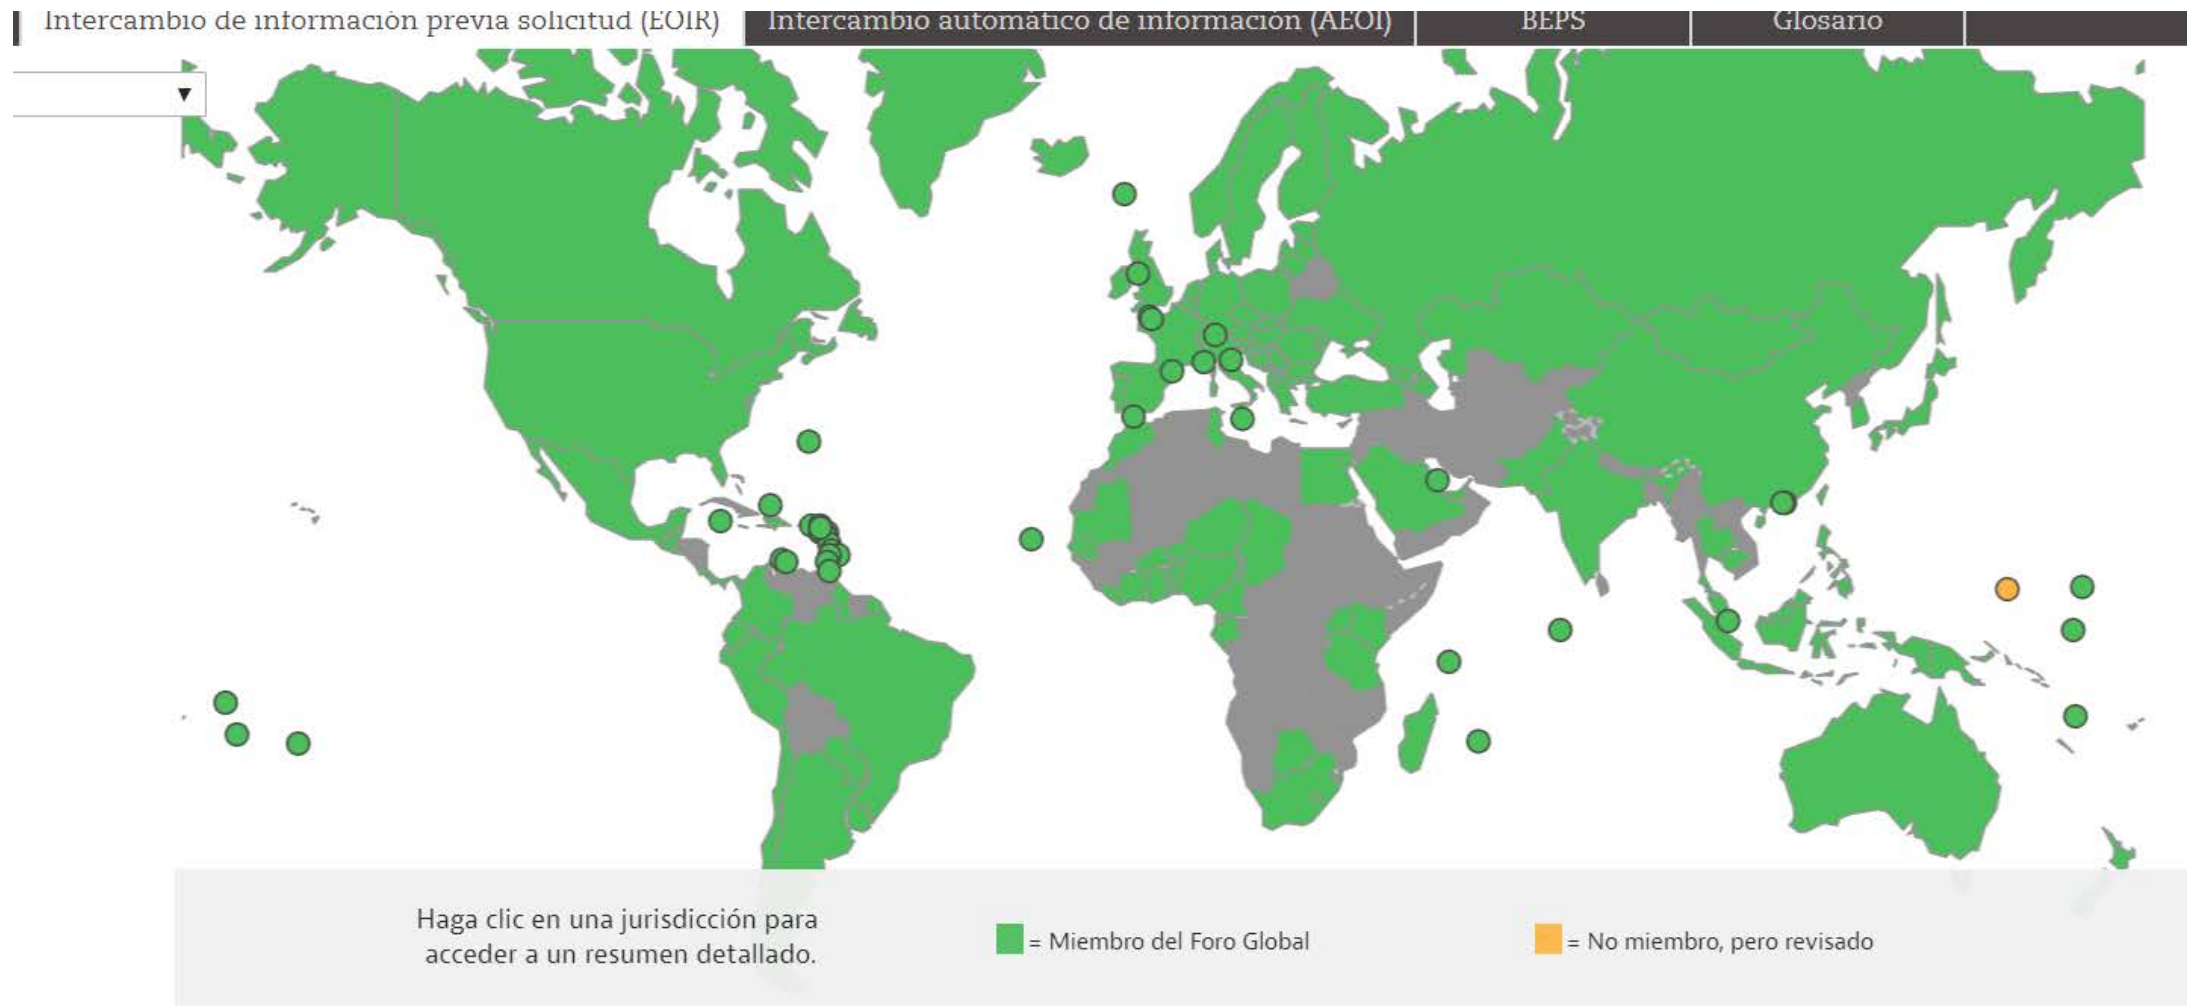 Intercambio de información previa solicitud (EOIR)
Intercambio automático de información (AEOI)
BEPS
Glosario
Haga clic en una jurisdicción para
acceder a un resumen detallado.
= Miembro del Foro Global
= No miembro, pero revisado